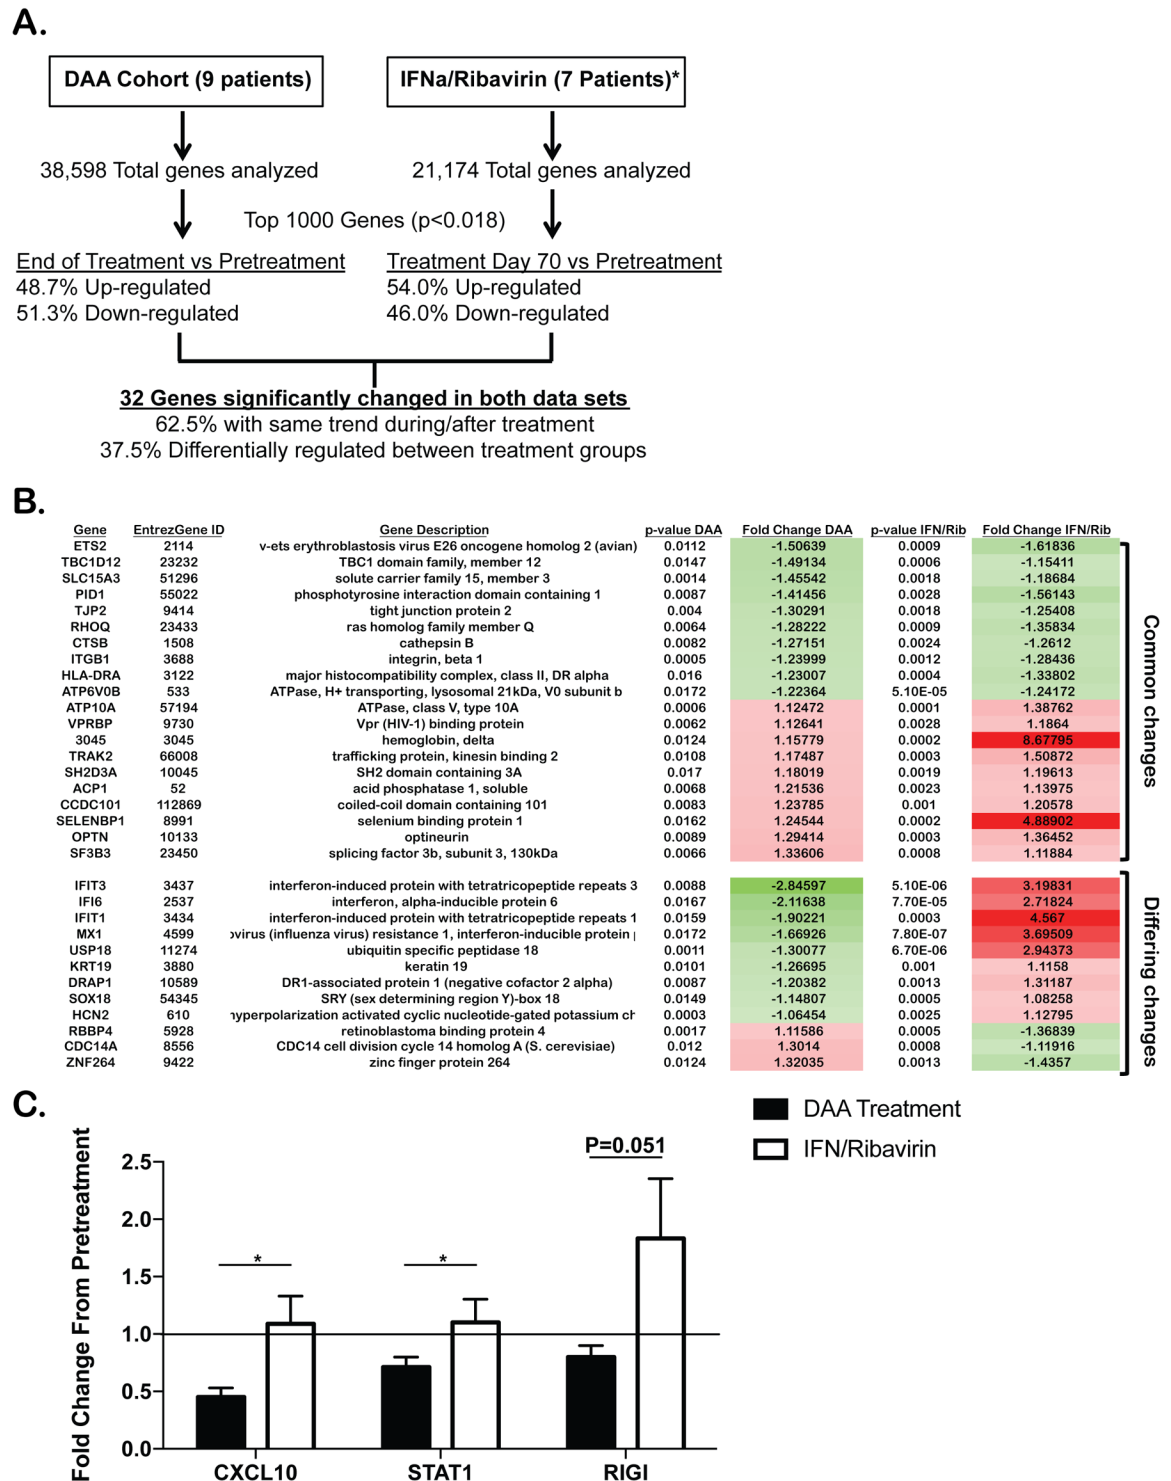 A.
DAA Cohort (9 patients)
IFNa/Ribavirin (7 Patients)*
38,598 Total genes analyzed
21,174 Total genes analyzed
Top 1000 Genes (p<0.018)
End of Treatment vs Pretreatment
48.7% Up-regulated
51.3% Down-regulated
Treatment Day 70 vs Pretreatment
54.0% Up-regulated
46.0% Down-regulated
32 Genes significantly changed in both data sets
62.5% with same trend during/after treatment
37.5% Differentially regulated between treatment groups
B.
Gene EntrezGene ID Gene Description p-value DAA Fold Change DAA p-value IFN/Rib Fold Change IFN/Rib
ETS2 2114 v-ets erythroblastosis virus E26 oncogene homolog 2 (avian) 0.0112 -1.50639 0.0009 -1.61836
TBC1D12 23232 TBC1 domain family, member 12 0.0147 -1.49134 0.0006 -1.15411
SLC15A3 51296 solute carrier family 15, member 3 0.0014 -1.45542 0.0018 -1.18684
PID1 55022 phosphotyrosine interaction domain containing 1 0.0087 -1.41456 0.0028 -1.56143
TJP2 9414 tight junction protein 2 0.004 -1.30291 0.0018 -1.25408
RHOQ 23433 ras homolog family member Q 0.0064 -1.28222 0.0009 -1.35834
CTSB 1508 cathepsin B 0.0082 -1.27151 0.0024 -1.2612
ITGB1 3688 integrin, beta 1 0.0005 -1.23999 0.0012 -1.28436
HLA-DRA 3122 major histocompatibility complex, class II, DR alpha 0.016 -1.23007 0.0004 -1.33802
ATP6V0B 533 ATPase, H+ transporting, lysosomal 21kDa, V0 subunit b 0.0172 -1.22364 5.10E-05 -1.24172
ATP10A 57194 ATPase, class V, type 10A 0.0006 1.12472 0.0001 1.38762
VPRBP 9730 Vpr (HIV-1) binding protein 0.0062 1.12641 0.0028 1.1864
3045 3045 hemoglobin, delta 0.0124 1.15779 0.0002 8.67795
TRAK2 66008 trafficking protein, kinesin binding 2 0.0108 1.17487 0.0003 1.50872
SH2D3A 10045 SH2 domain containing 3A 0.017 1.18019 0.0019 1.19613
ACP1 52 acid phosphatase 1, soluble 0.0068 1.21536 0.0023 1.13975
CCDC101 112869 coiled-coil domain containing 101 0.0083 1.23785 0.001 1.20578
SELENBP1 8991 selenium binding protein 1 0.0162 1.24544 0.0002 4.88902
OPTN 10133 optineurin 0.0089 1.29414 0.0003 1.36452
SF3B3 23450 splicing factor 3b, subunit 3, 130kDa 0.0066 1.33606 0.0008 1.11884
Common changes
IFIT3 3437 interferon-induced protein with tetratricopeptide repeats 3 0.0088 -2.84597 5.10E-06 3.19831
IFI6 2537 interferon, alpha-inducible protein 6 0.0167 -2.11638 7.70E-05 2.71824
IFIT1 3434 interferon-induced protein with tetratricopeptide repeats 1 0.0159 -1.90221 0.0003 4.567
MX1 4599 ovirus (influenza virus) resistance 1, interferon-inducible protein 0.0172 -1.66926 7.80E-07 3.69509
USP18 11274 ubiquitin specific peptidase 18 0.0011 -1.30077 6.70E-06 2.94373
KRT19 3880 keratin 19 0.0101 -1.26695 0.001 1.1158
DRAP1 10589 DR1-associated protein 1 (negative cofactor 2 alpha) 0.0087 -1.20382 0.0013 1.31187
SOX18 54345 SRY (sex determining region Y)-box 18 0.0149 -1.14807 0.0005 1.08258
HCN2 610 hyperpolarization activated cyclic nucleotide-gated potassium ch 0.0003 -1.06454 0.0025 1.12795
RBBP4 5928 retinoblastoma binding protein 4 0.0017 1.11586 0.0005 -1.36839
CDC14A 8556 CDC14 cell division cycle 14 homolog A (S. cerevisiae) 0.012 1.3014 0.0008 -1.11916
ZNF264 9422 zinc finger protein 264 0.0124 1.32035 0.0013 -1.4357
Differing changes
C.
DAA Treatment
IFN/Ribavirin
Fold Change From Pretreatment
2.5
2.0
1.5
1.0
0.5
0.0
*
*
P=0.051
CXCL10 STAT1 RIGI